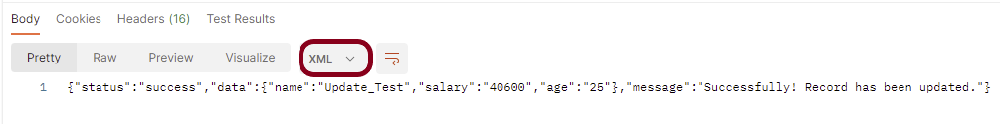 Body Cookies Headers (16) Test Results
Pretty Raw Preview Visualize XML
1 {"status":"success","data":{"name":"Update_Test","salary":"40600","age":"25"},"message":"Successfully! Record has been updated."}